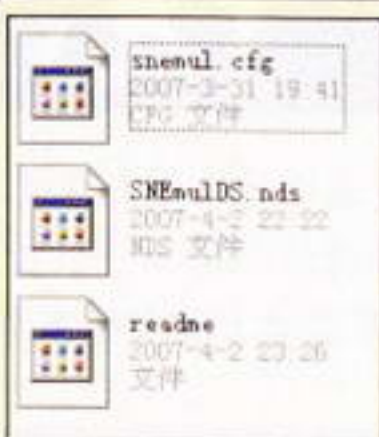 snemul.cfg
2007-3-31 19:41
CFG 文件
SNEmulDS.nds
2007-4-2 22:22
NDS 文件
readme
2007-4-2 23:26
文件